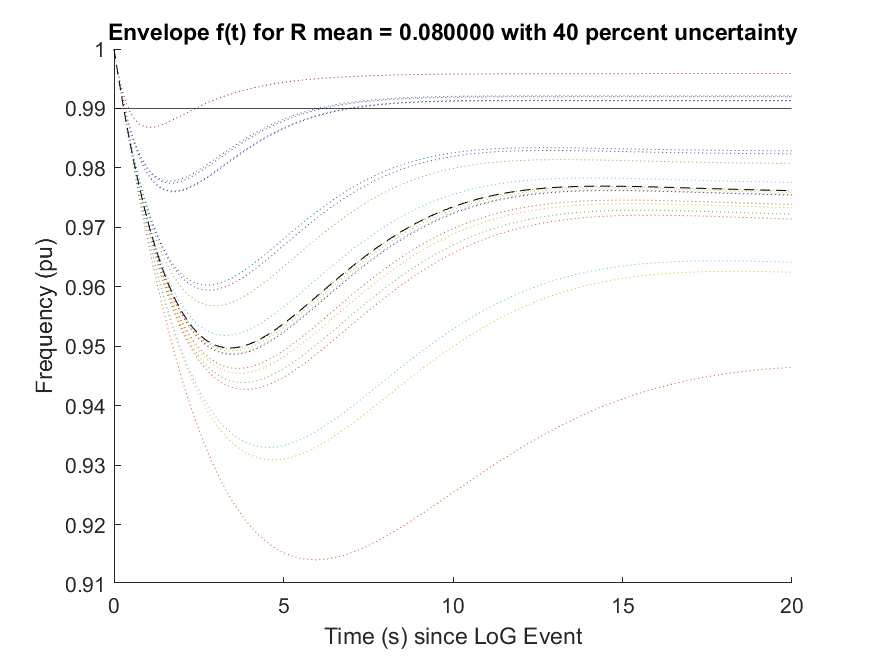 Envelope f(t) for R mean = 0.080000 with 40 percent uncertainty
1
0.99
0.98
0.97
0.96
0.95
0.94
0.93
0.92
0.91
Frequency (pu)
0 5 10 15 20
Time (s) since LoG Event